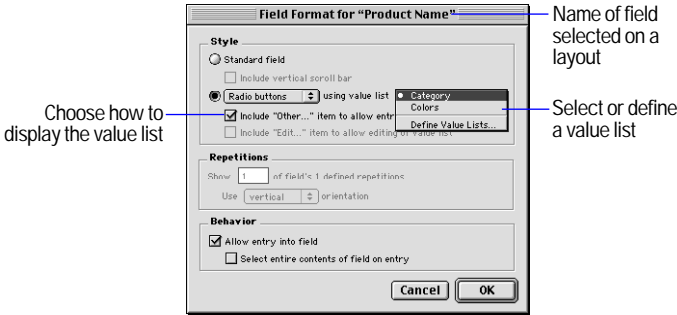 Field Format for “Product Name”
Name of field
selected on a
layout
Style
Standard field
Include vertical scroll bar
Radio buttons using value list • Category
Colors
Define Value Lists...
Include "Other..." item to allow entr
Include "Edit..." item to allow editing of value list
Choose how to
display the value list
Select or define
a value list
Repetitions
Show 1 of field's 1 defined repetitions
Use vertical orientation
Behavior
Allow entry into field
Select entire contents of field on entry
Cancel OK